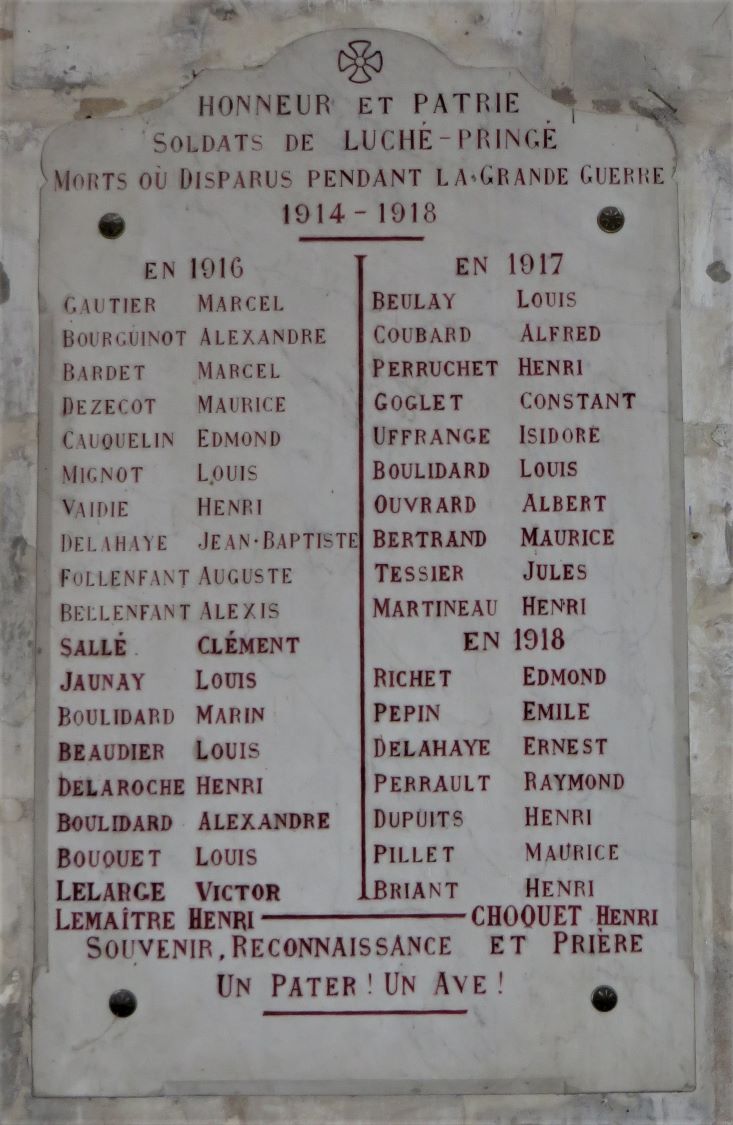 HONNEUR ET PATRIE
SOLDATS DE LUCHÉ-PRINGÉ
MORTS OÙ DISPARUS PENDANT LA GRANDE GUERRE
1914-1918
EN 1916
GAUTIER MARCEL
BOURGUINOT ALEXANDRE
BARDET MARCEL
DEZECOT MAURICE
CAUQUELIN EDMOND
MIGNOT LOUIS
VAIDIE HENRI
DELAHAYE JEAN-BAPTISTE
FOLLENFANT AUGUSTE
BELLENFANT ALEXIS
SALLÉ CLÉMENT
JAUNAY LOUIS
BOULIDARD MARIN
BEAUDIER LOUIS
DELAROCHE HENRI
BOULIDARD ALEXANDRE
BOUQUET LOUIS
LELARGE VICTOR
LEMAÎTRE HENRI
EN 1917
BEULAY LOUIS
COUBARD ALFRED
PERRUCHET HENRI
GOGLET CONSTANT
UFFRANGE ISIDORE
BOULIDARD LOUIS
OUVRARD ALBERT
BERTRAND MAURICE
TESSIER JULES
MARTINEAU HENRI
EN 1918
RICHET EDMOND
PEPIN EMILE
DELAHAYE ERNEST
PERRAULT RAYMOND
DUPUITS HENRI
PILLET MAURICE
BRIANT HENRI
CHOQUET HENRI
SOUVENIR, RECONNAISSANCE ET PRIÈRE
UN PATER ! UN AVE !